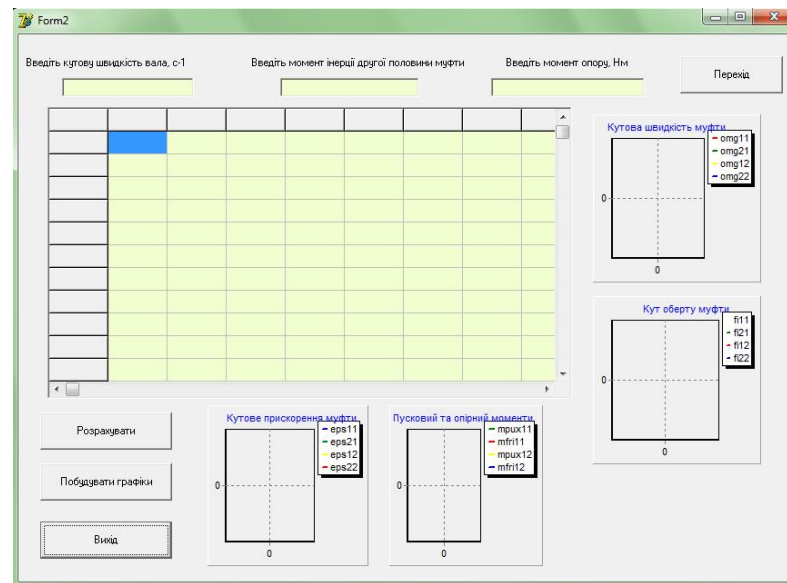 Form2
Введіть кутову швидкість вала, с-1
Введіть момент інерції другої половини муфти
Введіть момент опору, Нм
Перехід
Кутова швидкість муфти
omg11
omg21
omg12
omg22
0
0
Кут оберту муфти
fi11
fi21
fi12
fi22
0
0
Розрахувати
Побудувати графіки
Вихід
Кутове прискорення муфти
eps11
eps21
eps12
eps22
0
0
Пусковий та опірний моменти
mpux11
mfri11
mpux12
mfri12
0
0